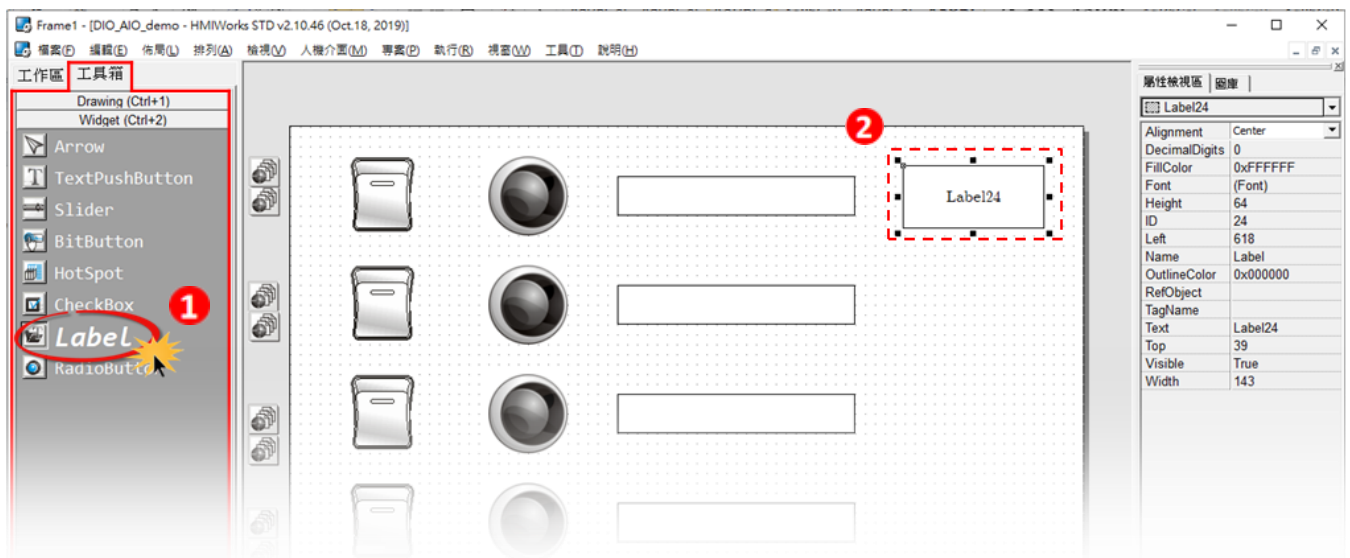 Frame1 - [DIO_AIO_demo - HMIWorks STD v2.10.46 (Oct.18, 2019)]
檔案(F) 編輯(E) 佈局(L) 排列(A) 檢視(V) 人機介面(M) 專案(P) 執行(R) 視窗(W) 工具(T) 說明(H)
工作區 工具箱
Drawing (Ctrl+1)
Widget (Ctrl+2)
Arrow
TextPushButton
Slider
BitButton
HotSpot
CheckBox
1
Label
RadioButto
2
Label24
屬性檢視區 圖庫
Label24
Alignment Center
DecimalDigits 0
FillColor 0xFFFFFF
Font (Font)
Height 64
ID 24
Left 618
Name Label
OutlineColor 0x000000
RefObject
TagName
Text Label24
Top 39
Visible True
Width 143